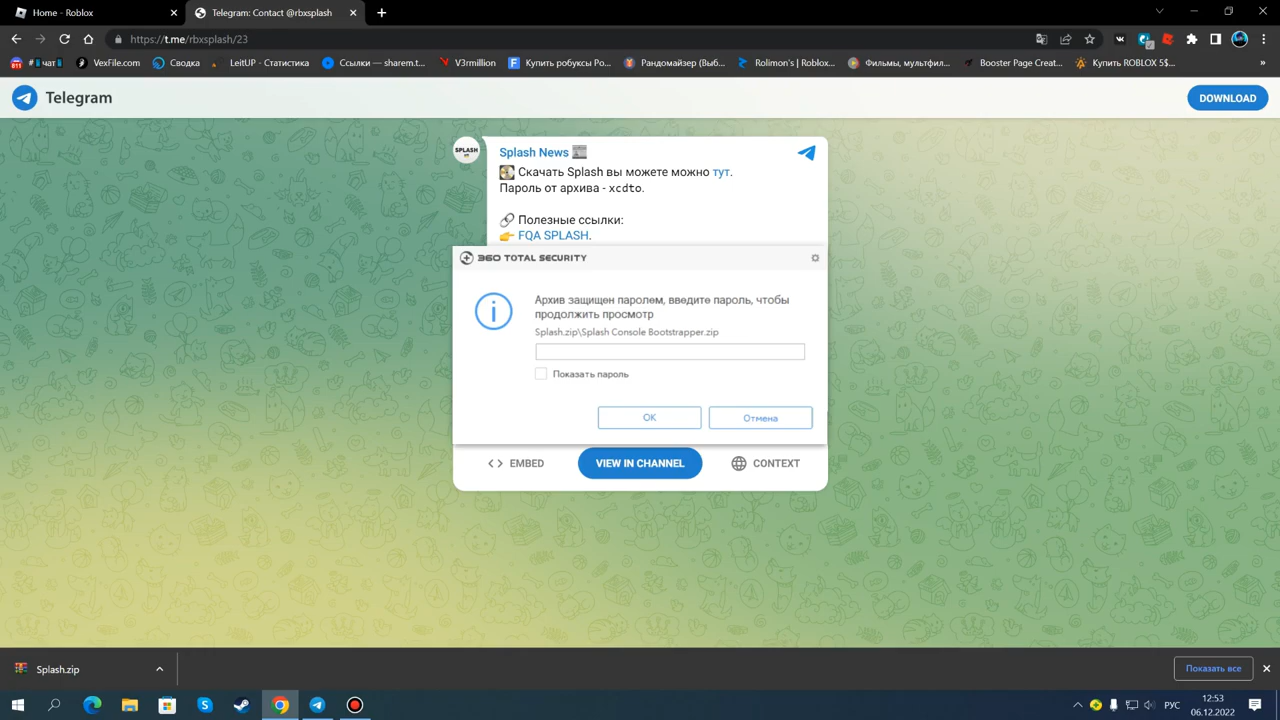 Home - Roblox
Telegram: Contact @rbxsplash
https://t.me/rbxsplash/23
VexFile.com
Сводка
LeitUP - Статистика
Ссылки — sharem.t...
V3rmillion
Купить робуксы Ро...
Рандомайзер (Выб...
Rolimon's | Roblox...
Фильмы, мультфил...
Booster Page Creat...
Купить ROBLOX 5$...
»
Telegram
DOWNLOAD
SPLASH
Splash News
Скачать Splash вы можете можно тут.
Пароль от архива - xcdto.
Полезные ссылки:
FQA SPLASH.
360 TOTAL SECURITY
Архив защищен паролем, введите пароль, чтобы
продолжить просмотр
Splash.zip\Splash Console Bootstrapper.zip
Показать пароль
OK
Отмена
EMBED
VIEW IN CHANNEL
CONTEXT
Splash.zip
Показать все
РУС
12:53
06.12.2022